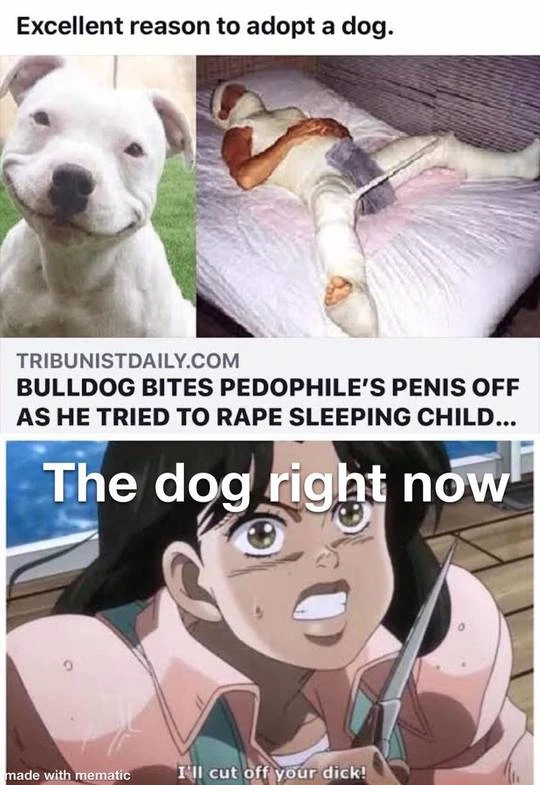 Excellent reason to adopt a dog.
TRIBUNISTDAILY.COM
BULLDOG BITES PEDOPHILE'S PENIS OFF
AS HE TRIED TO RAPE SLEEPING CHILD...
The dog right now
I'll cut off your dick!
made with mematic